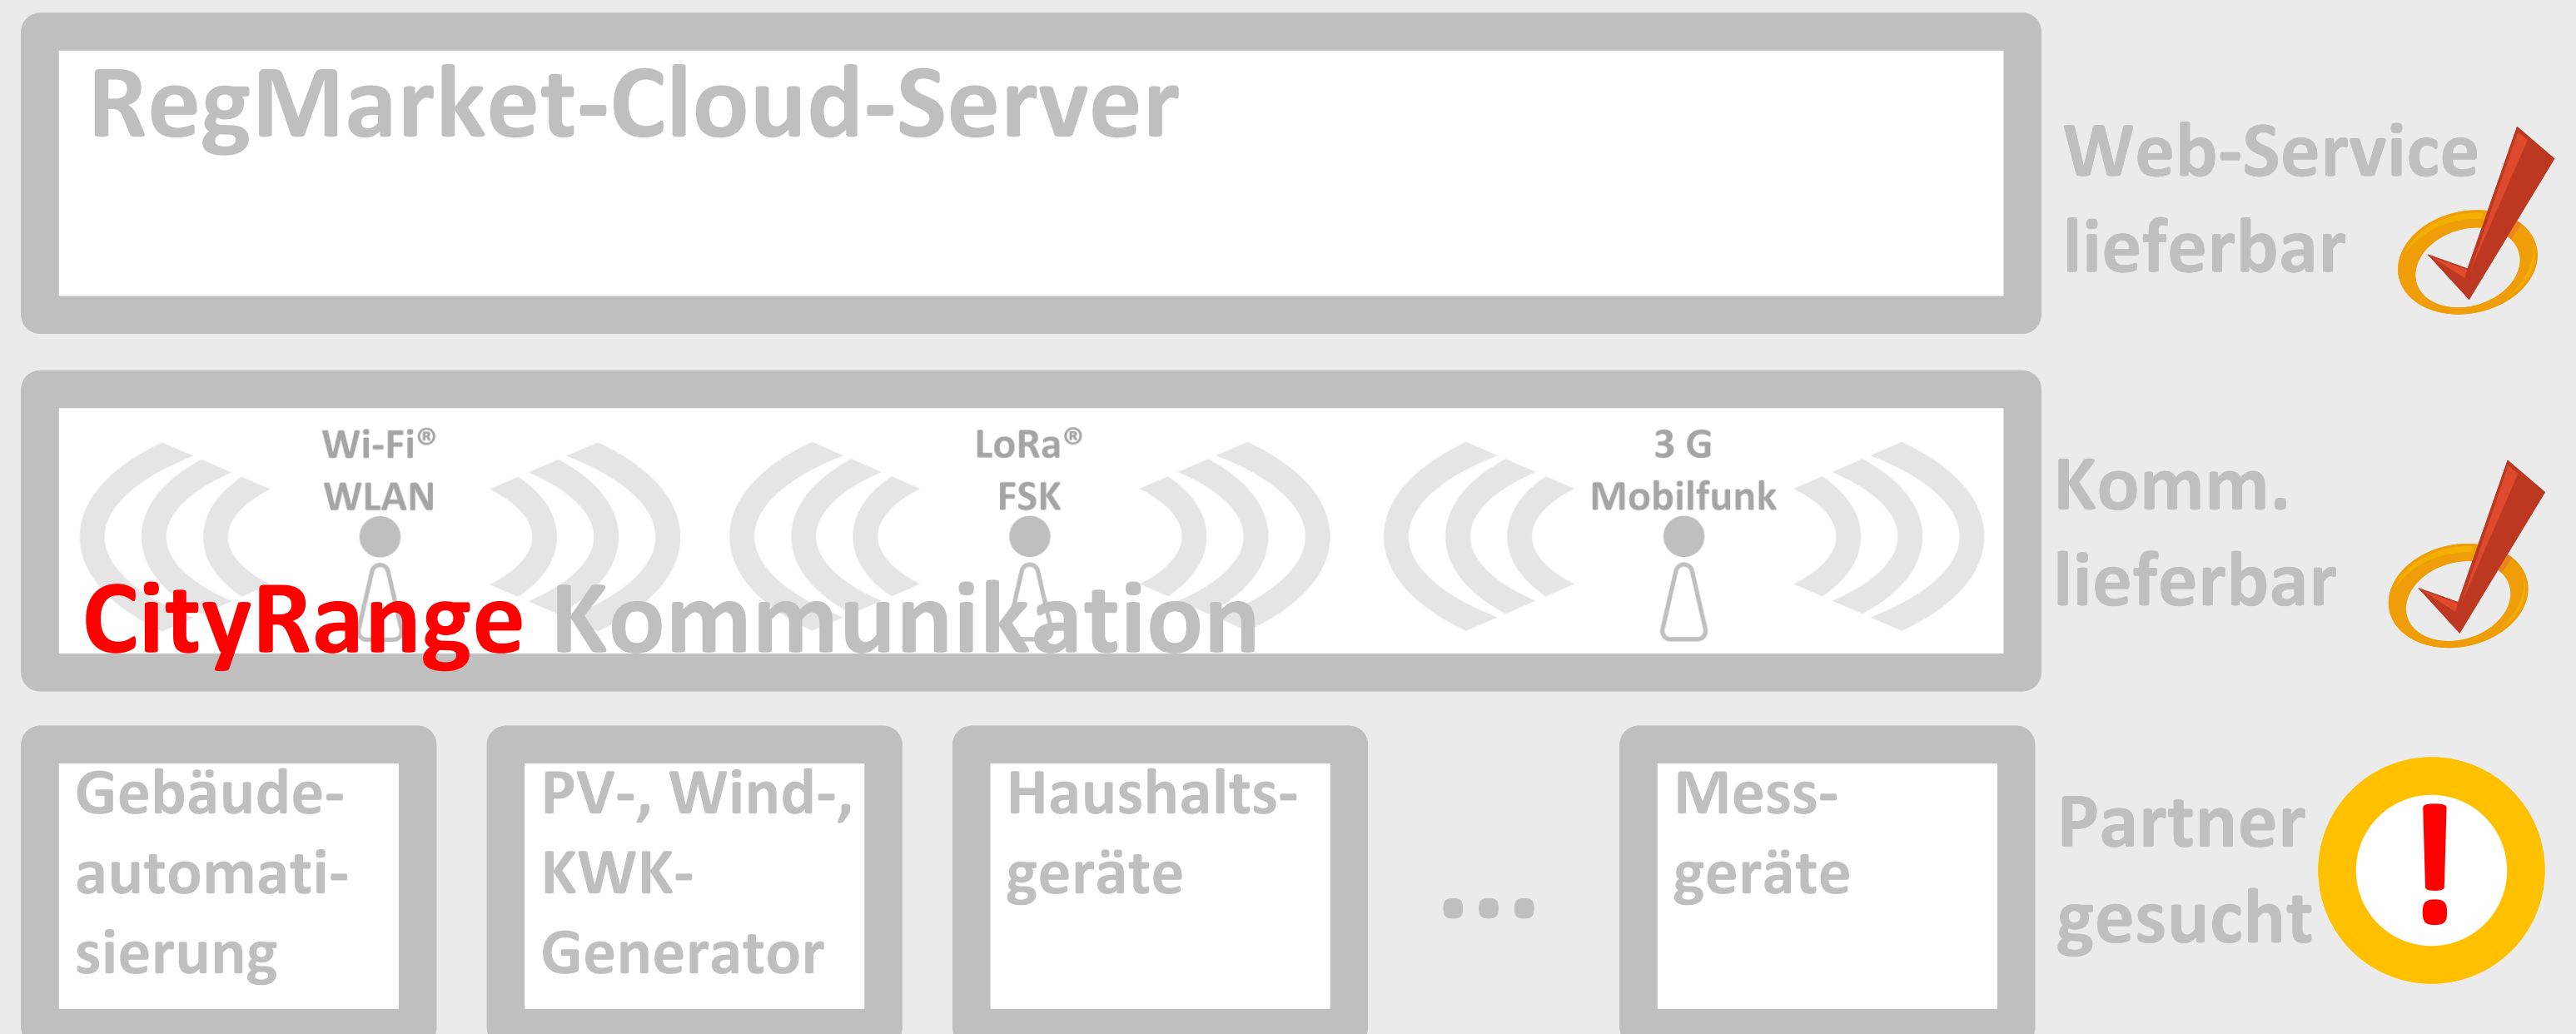 RegMarket-Cloud-Server
Web-Service
lieferbar
Wi-Fi®
WLAN
LoRa®
FSK
3 G
Mobilfunk
CityRange Kommunikation
Komm.
lieferbar
Gebäude-
automati-
sierung
PV-, Wind-,
KWK-
Generator
Haushalts-
geräte
...
Mess-
geräte
Partner
gesucht
!